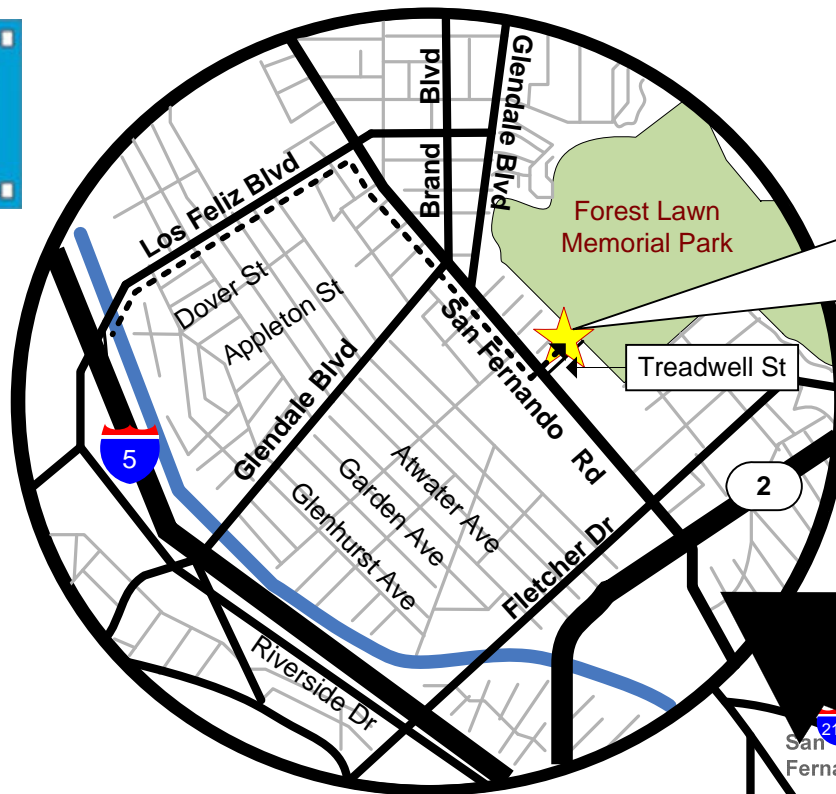 Blvd
Glendale Blvd
Brand
Los Feliz Blvd
Forest Lawn
Memorial Park
Dover St
Appleton St
San Fernando Rd
Treadwell St
Glendale Blvd
5
Atwater Ave
Garden Ave
Glenhurst Ave
2
Fletcher Dr
Riverside Dr
21
San
Ferna